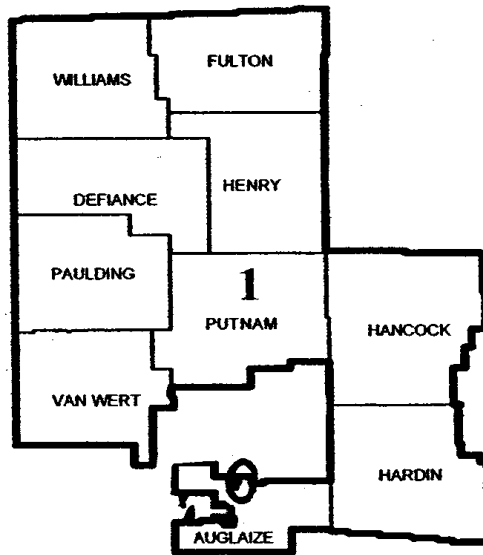 FULTON
WILLIAMS
HENRY
DEFIANCE
PAULDING
1
PUTNAM
HANCOCK
VAN WERT
HARDIN
AUGLAIZE